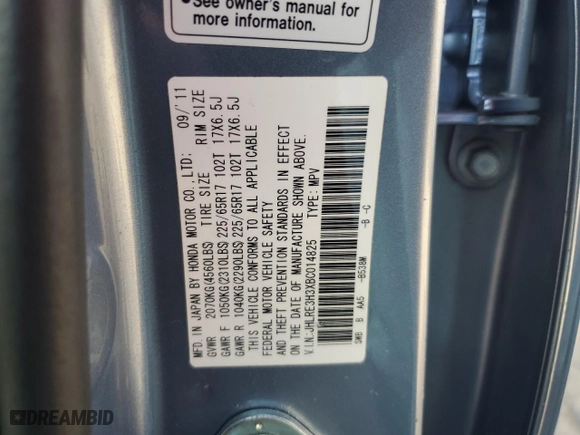 See owner's manual for
more information.
MFD. IN JAPAN BY HONDA MOTOR CO., LTD: 09/'11
GVWR 2070KG(4560LBS) TIRE SIZE RIM SIZE
GAWR F 1050KG(2310LBS) 225/65R17 102T 17X6.5J
GAWR R 1040KG(2290LBS) 225/65R17 102T 17X6.5J
THIS VEHICLE CONFORMS TO ALL APPLICABLE
FEDERAL MOTOR VEHICLE SAFETY
AND THEFT PREVENTION STANDARDS IN EFFECT
ON THE DATE OF MANUFACTURE SHOWN ABOVE.
V.I.N.:JHLRE3H3XBC014825 TYPE: MPV
SWB B AA5 -B538M -B -C
DREAMBID